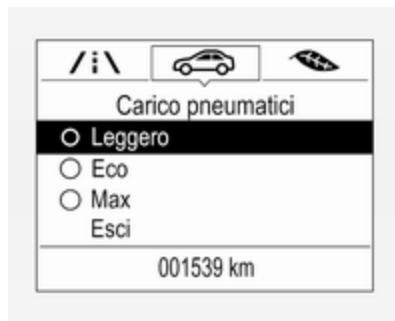 Carico pneumatici
Leggero
Eco
Max
Esci
001539 km